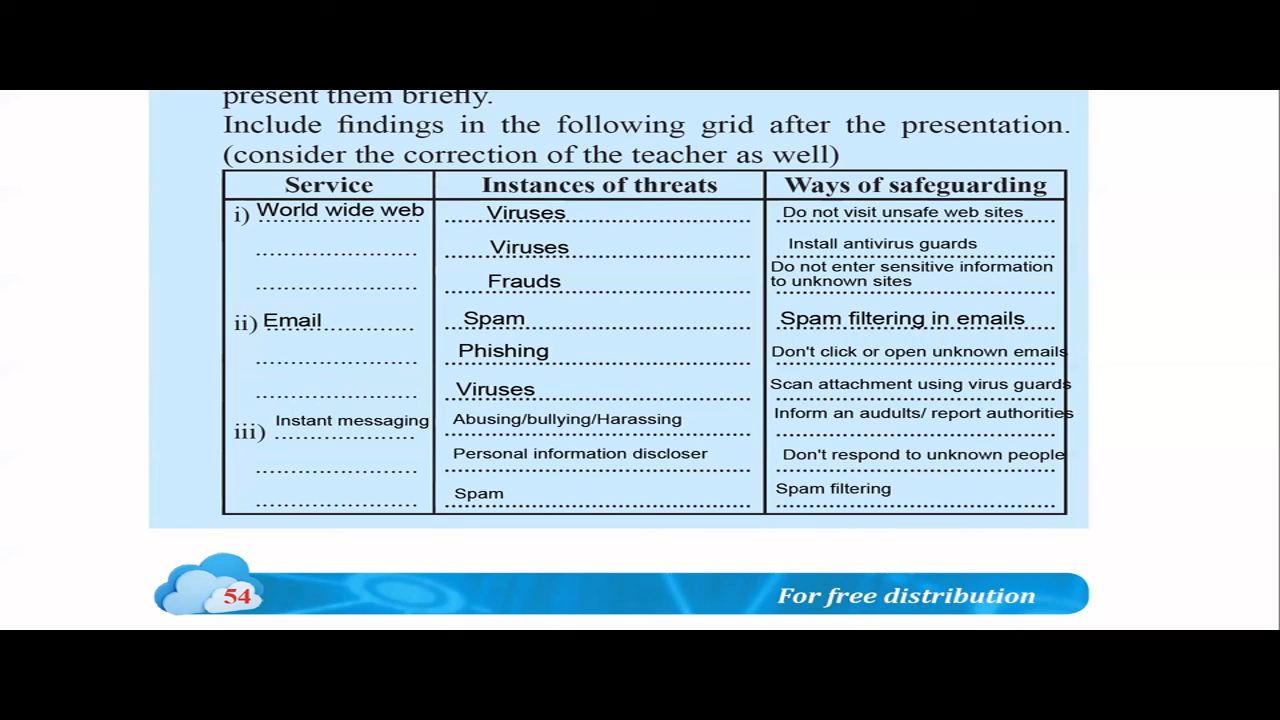 present them briefly.
Include findings in the following grid after the presentation.
(consider the correction of the teacher as well)
Service Instances of threats Ways of safeguarding
i) World wide web Viruses Do not visit unsafe web sites
Viruses Install antivirus guards
Frauds Do not enter sensitive information
to unknown sites
ii) Email Spam Spam filtering in emails
Phishing Don't click or open unknown emails
Viruses Scan attachment using virus guards
iii) Instant messaging Abusing/bullying/Harassing Inform an audults/ report authorities
Personal information discloser Don't respond to unknown people
Spam Spam filtering
54 For free distribution